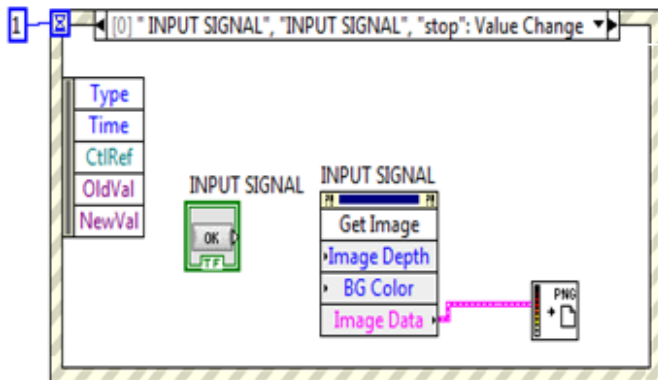 1
[0] " INPUT SIGNAL", "INPUT SIGNAL", "stop": Value Change
Type
Time
CtlRef
OldVal
NewVal
INPUT SIGNAL
OK
TF
INPUT SIGNAL
Get Image
Image Depth
BG Color
Image Data
PNG